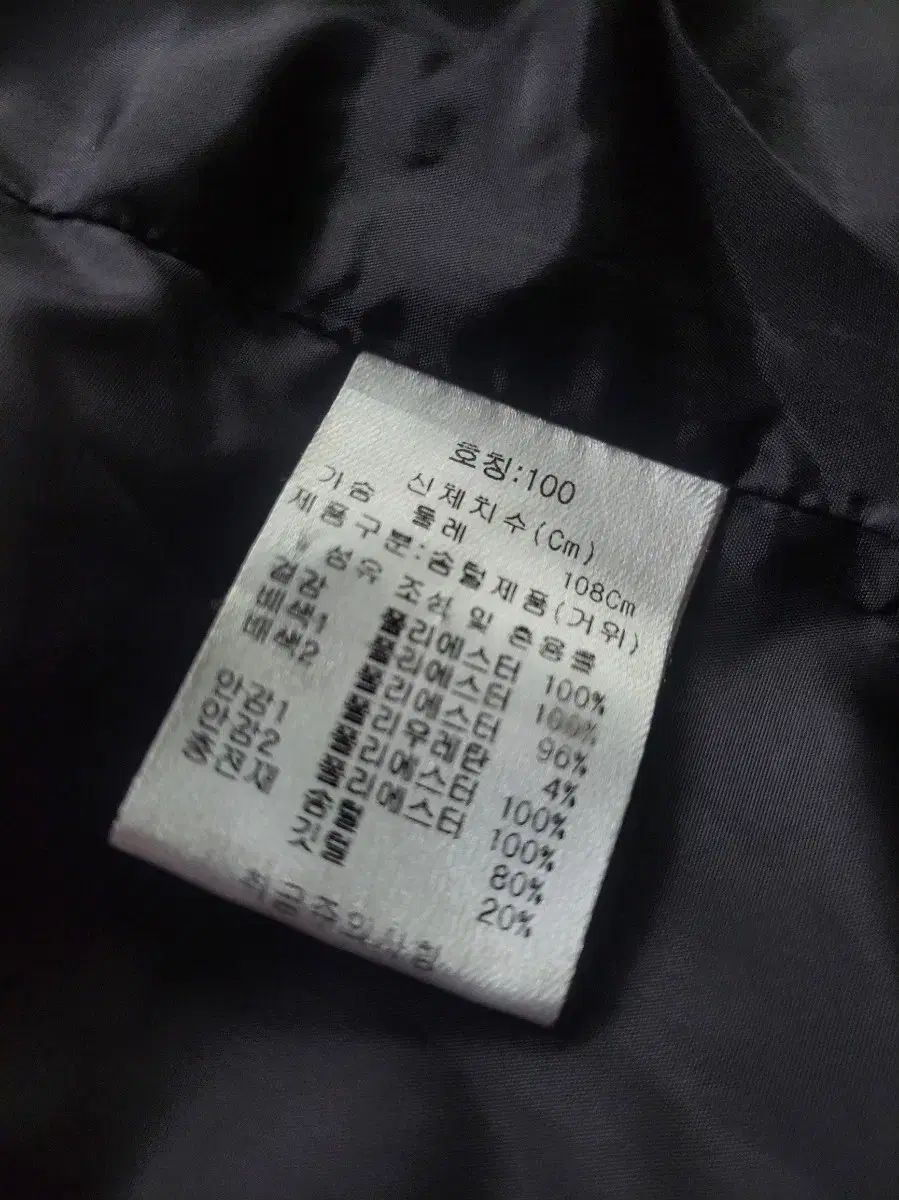 호칭:100
신체치수(Cm)
가슴 둘레 108Cm
제품구분:솜털제품(거위)
섬유 조성 및 혼용률
겉감 폴리에스터 100%
배색1 폴리에스터 100%
배색2 폴리에스터 96%
폴리우레탄 4%
안감1 폴리에스터 100%
안감2 폴리에스터 100%
충전재 솜털 80%
깃털 20%
취급주의사항